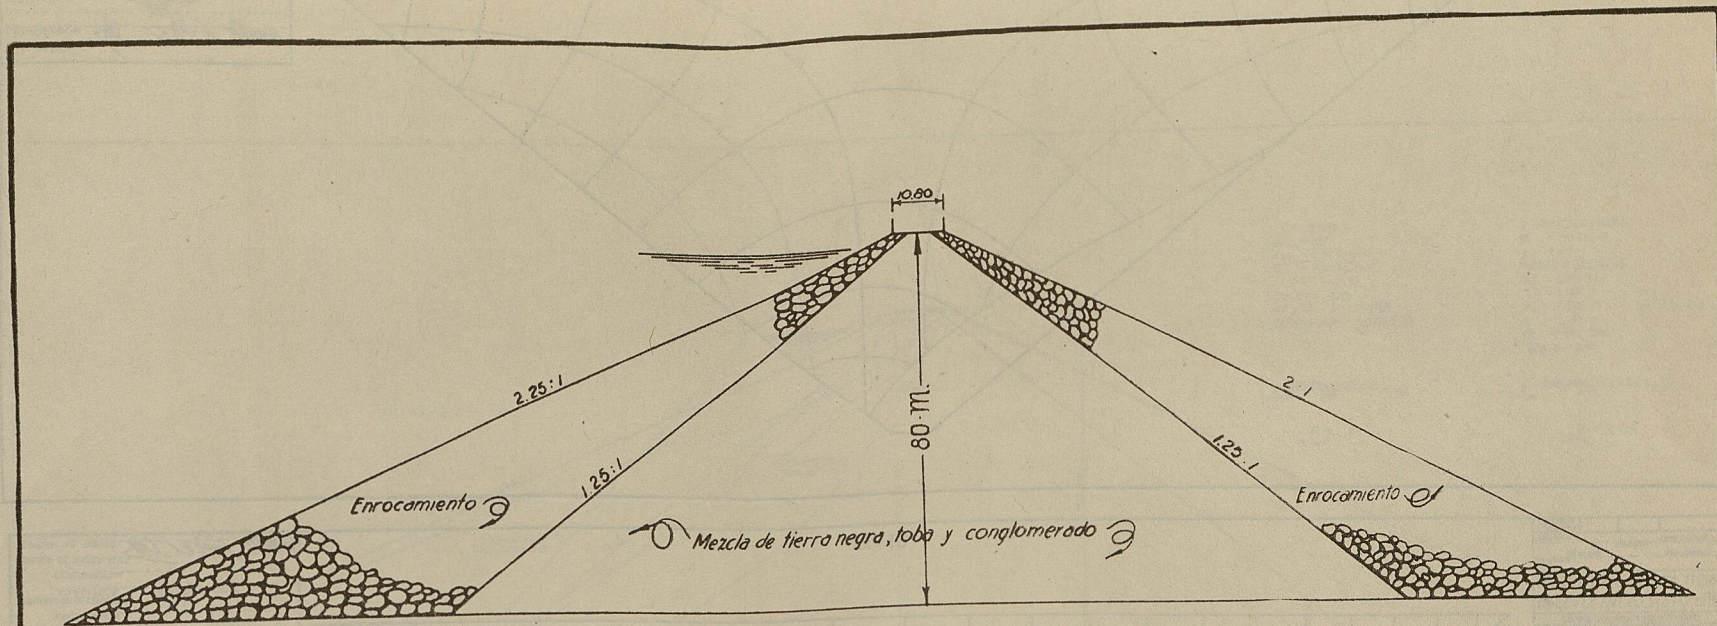 10.80
2.25:1
1.25:1
80 m.
2 1
1.25:1
Enrocamiento
Enrocamiento
Mezcla de tierra negra, toba y conglomerado